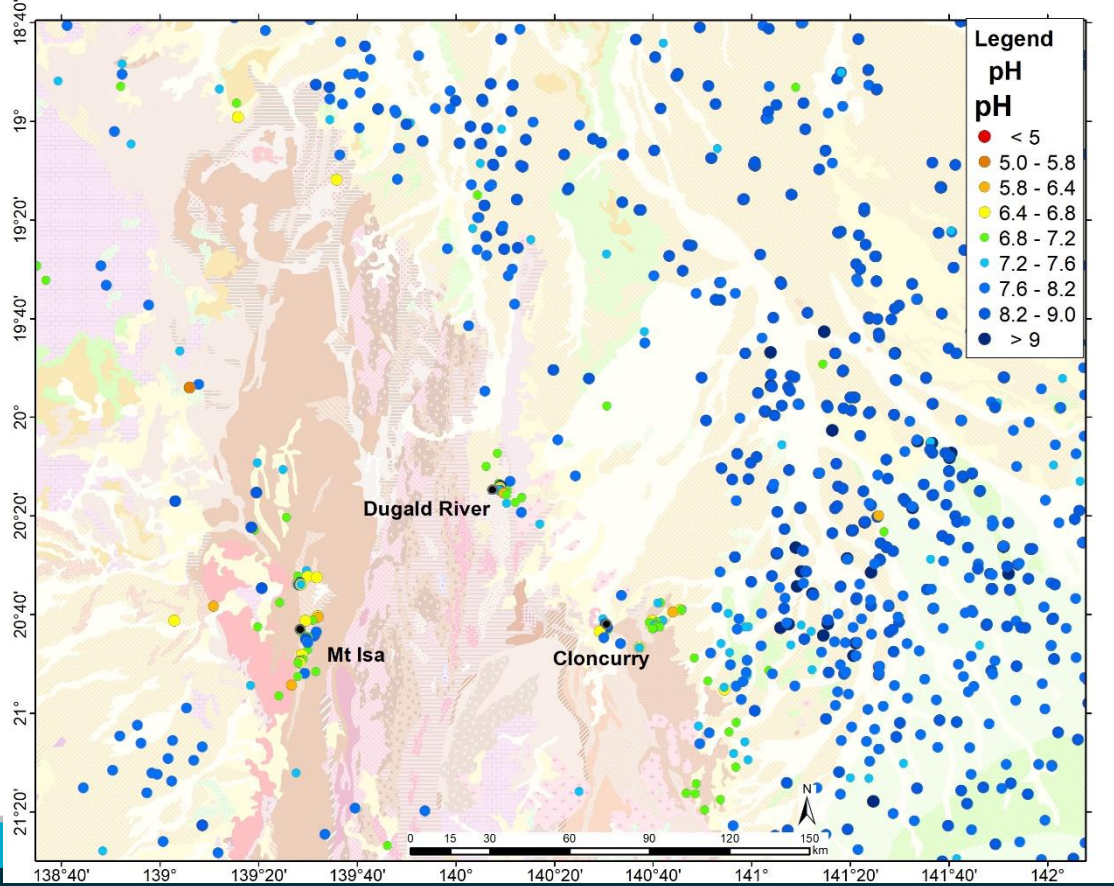 Legend
pH
pH
< 5
5.0 - 5.8
5.8 - 6.4
6.4 - 6.8
6.8 - 7.2
7.2 - 7.6
7.6 - 8.2
8.2 - 9.0
> 9
18°40'
19°
19°20'
19°40'
20°
20°20'
20°40'
21°
21°20'
Dugald River
Mt Isa
Cloncurry
N
0 15 30 60 90 120 150
km
138°40' 139° 139°20' 139°40' 140° 140°20' 140°40' 141° 141°20' 141°40' 142°